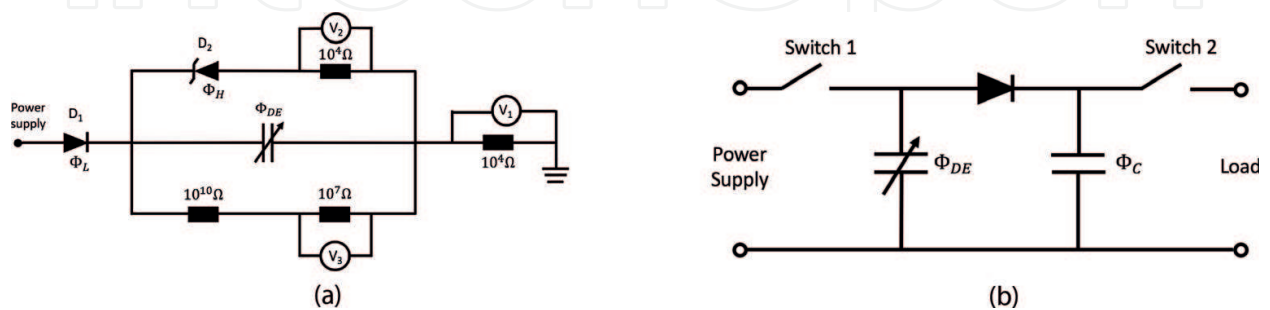 V₂
D₂
10⁴Ω
Φ_H
Φ_DE
Power
supply
D₁
V₁
Φ_L
10⁴Ω
10¹⁰Ω
10⁷Ω
V₃
(a)
Switch 1
Switch 2
Power
Supply
Φ_DE
Φ_C
Load
(b)